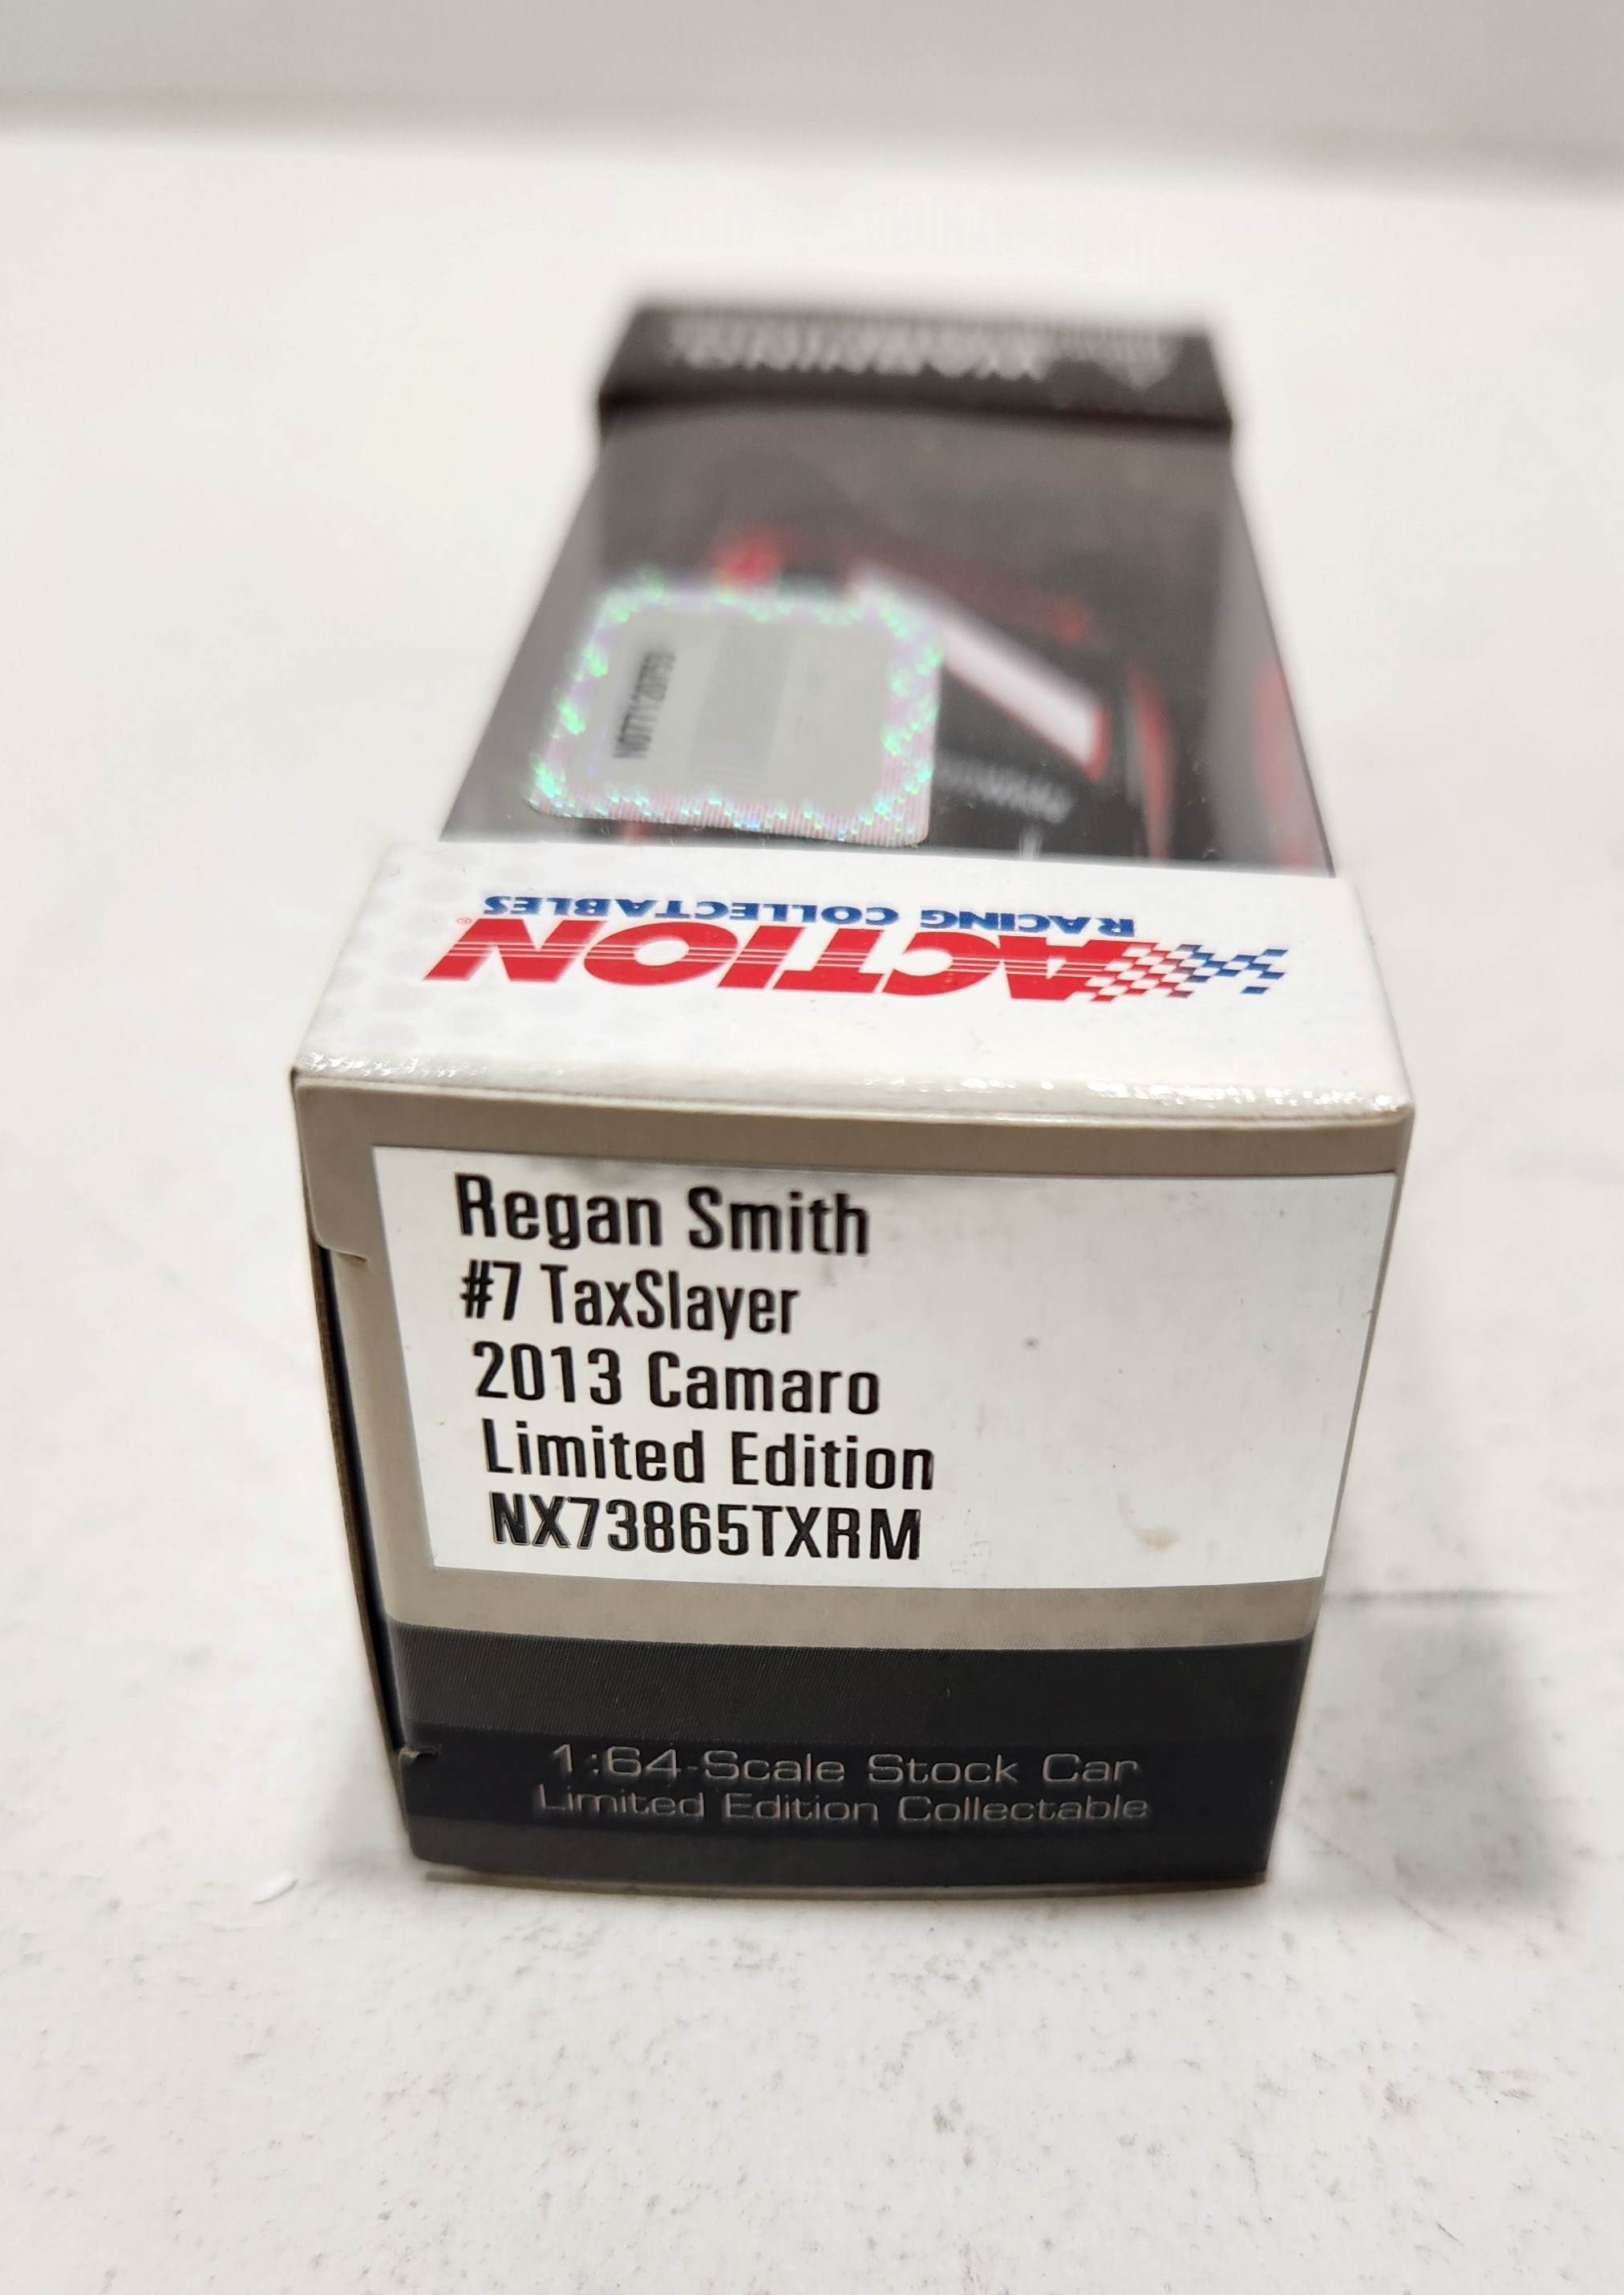 ACTION®
RACING COLLECTABLES
Regan Smith
#7 TaxSlayer
2013 Camaro
Limited Edition
NX73865TXRM
1:64-Scale Stock Car
Limited Edition Collectable